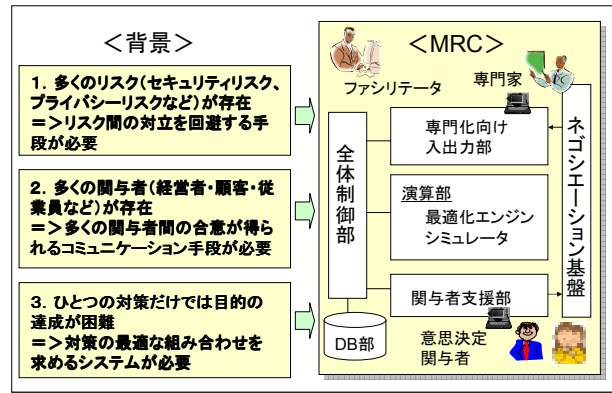 ＜背景＞
1．多くのリスク(セキュリティリスク、
プライバシーリスクなど)が存在
＝＞リスク間の対立を回避する手
段が必要
2．多くの関与者(経営者・顧客・従
業員など)が存在
＝＞多くの関与者間の合意が得ら
れるコミュニケーション手段が必要
3．ひとつの対策だけでは目的の
達成が困難
＝＞対策の最適な組み合わせを
求めるシステムが必要
＜MRC＞
ファシリテータ
専門家
全体制御部
専門化向け
入出力部
演算部
最適化エンジン
シミュレータ
関与者支援部
ネゴシエーション基盤
DB部
意思決定
関与者